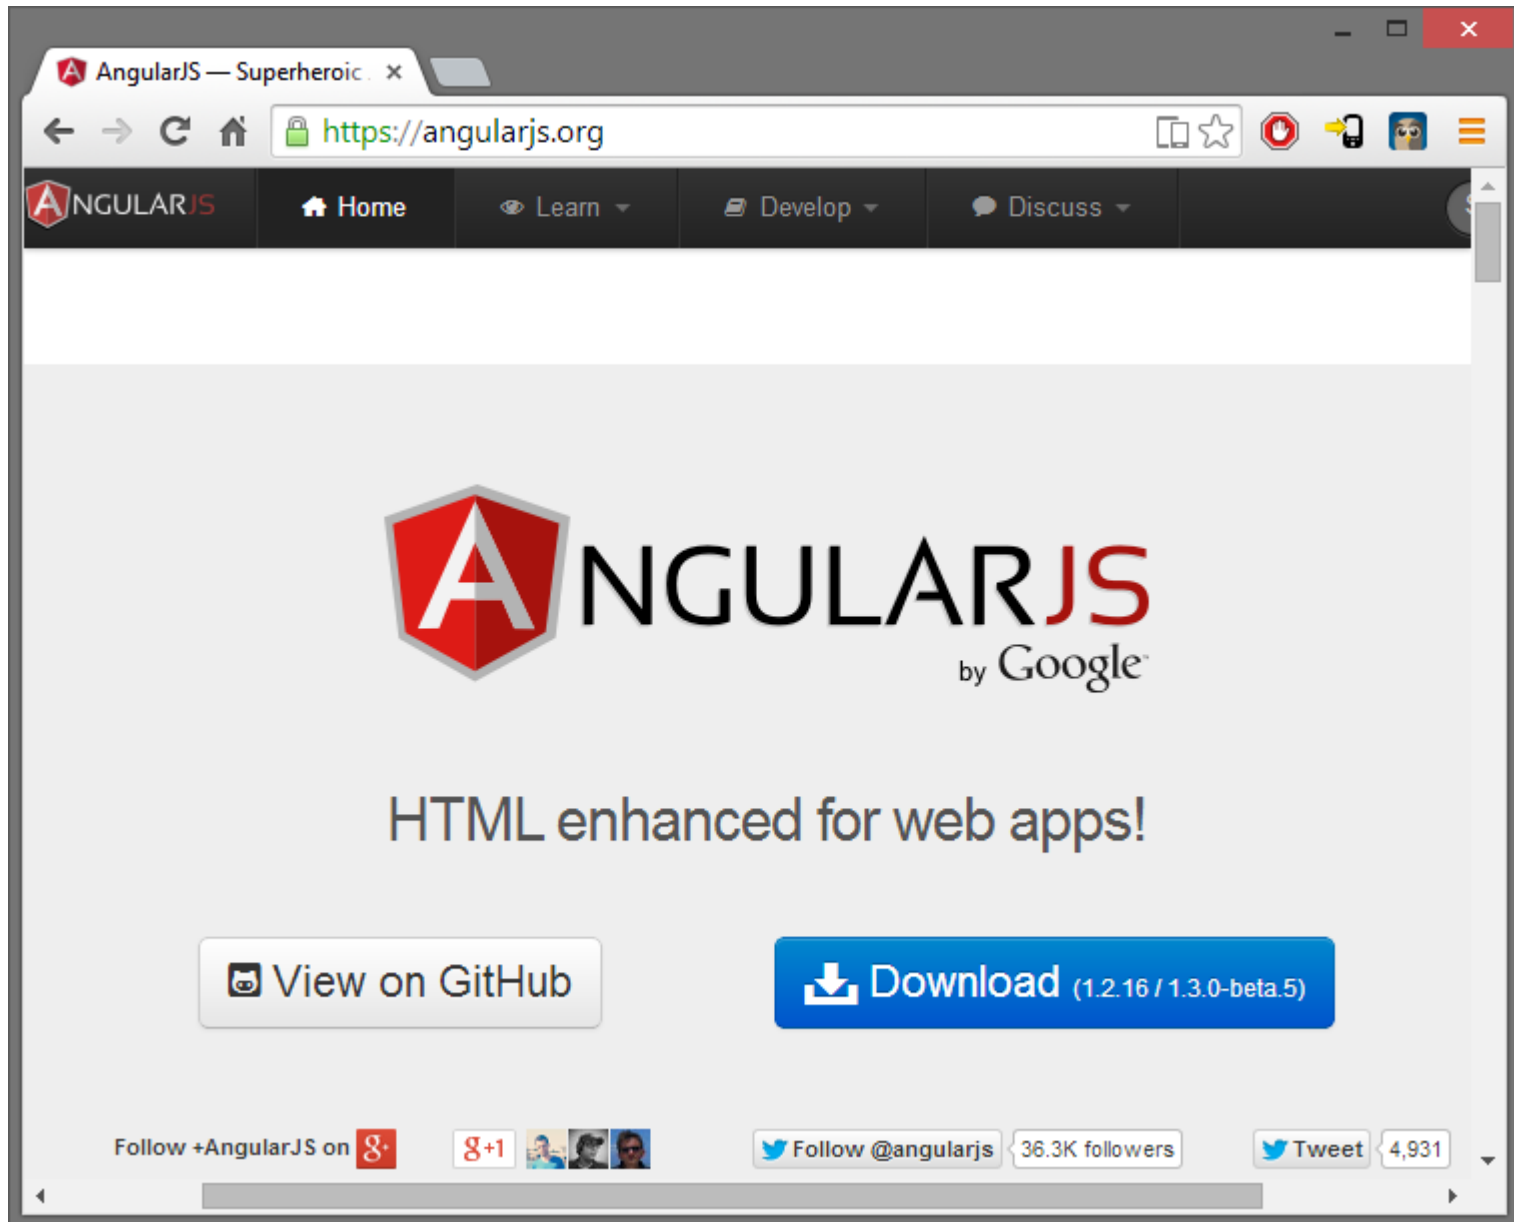 AngularJS — Superheroic
https://angularjs.org
ANGULARJS Home Learn Develop Discuss
ANGULARJS
by Google
HTML enhanced for web apps!
View on GitHub
Download (1.2.16 / 1.3.0-beta.5)
Follow +AngularJS on g+ g+1 Follow @angularjs 36.3K followers Tweet 4,931